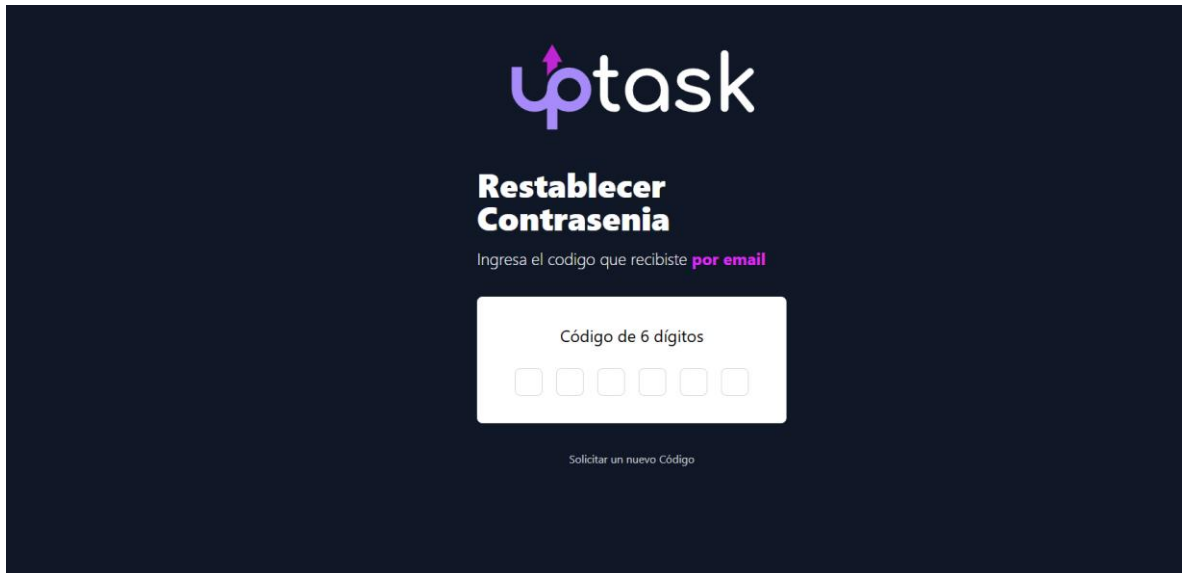 uptask
Restablecer
Contrasenia
Ingresa el codigo que recibiste por email
Código de 6 dígitos
Solicitar un nuevo Código